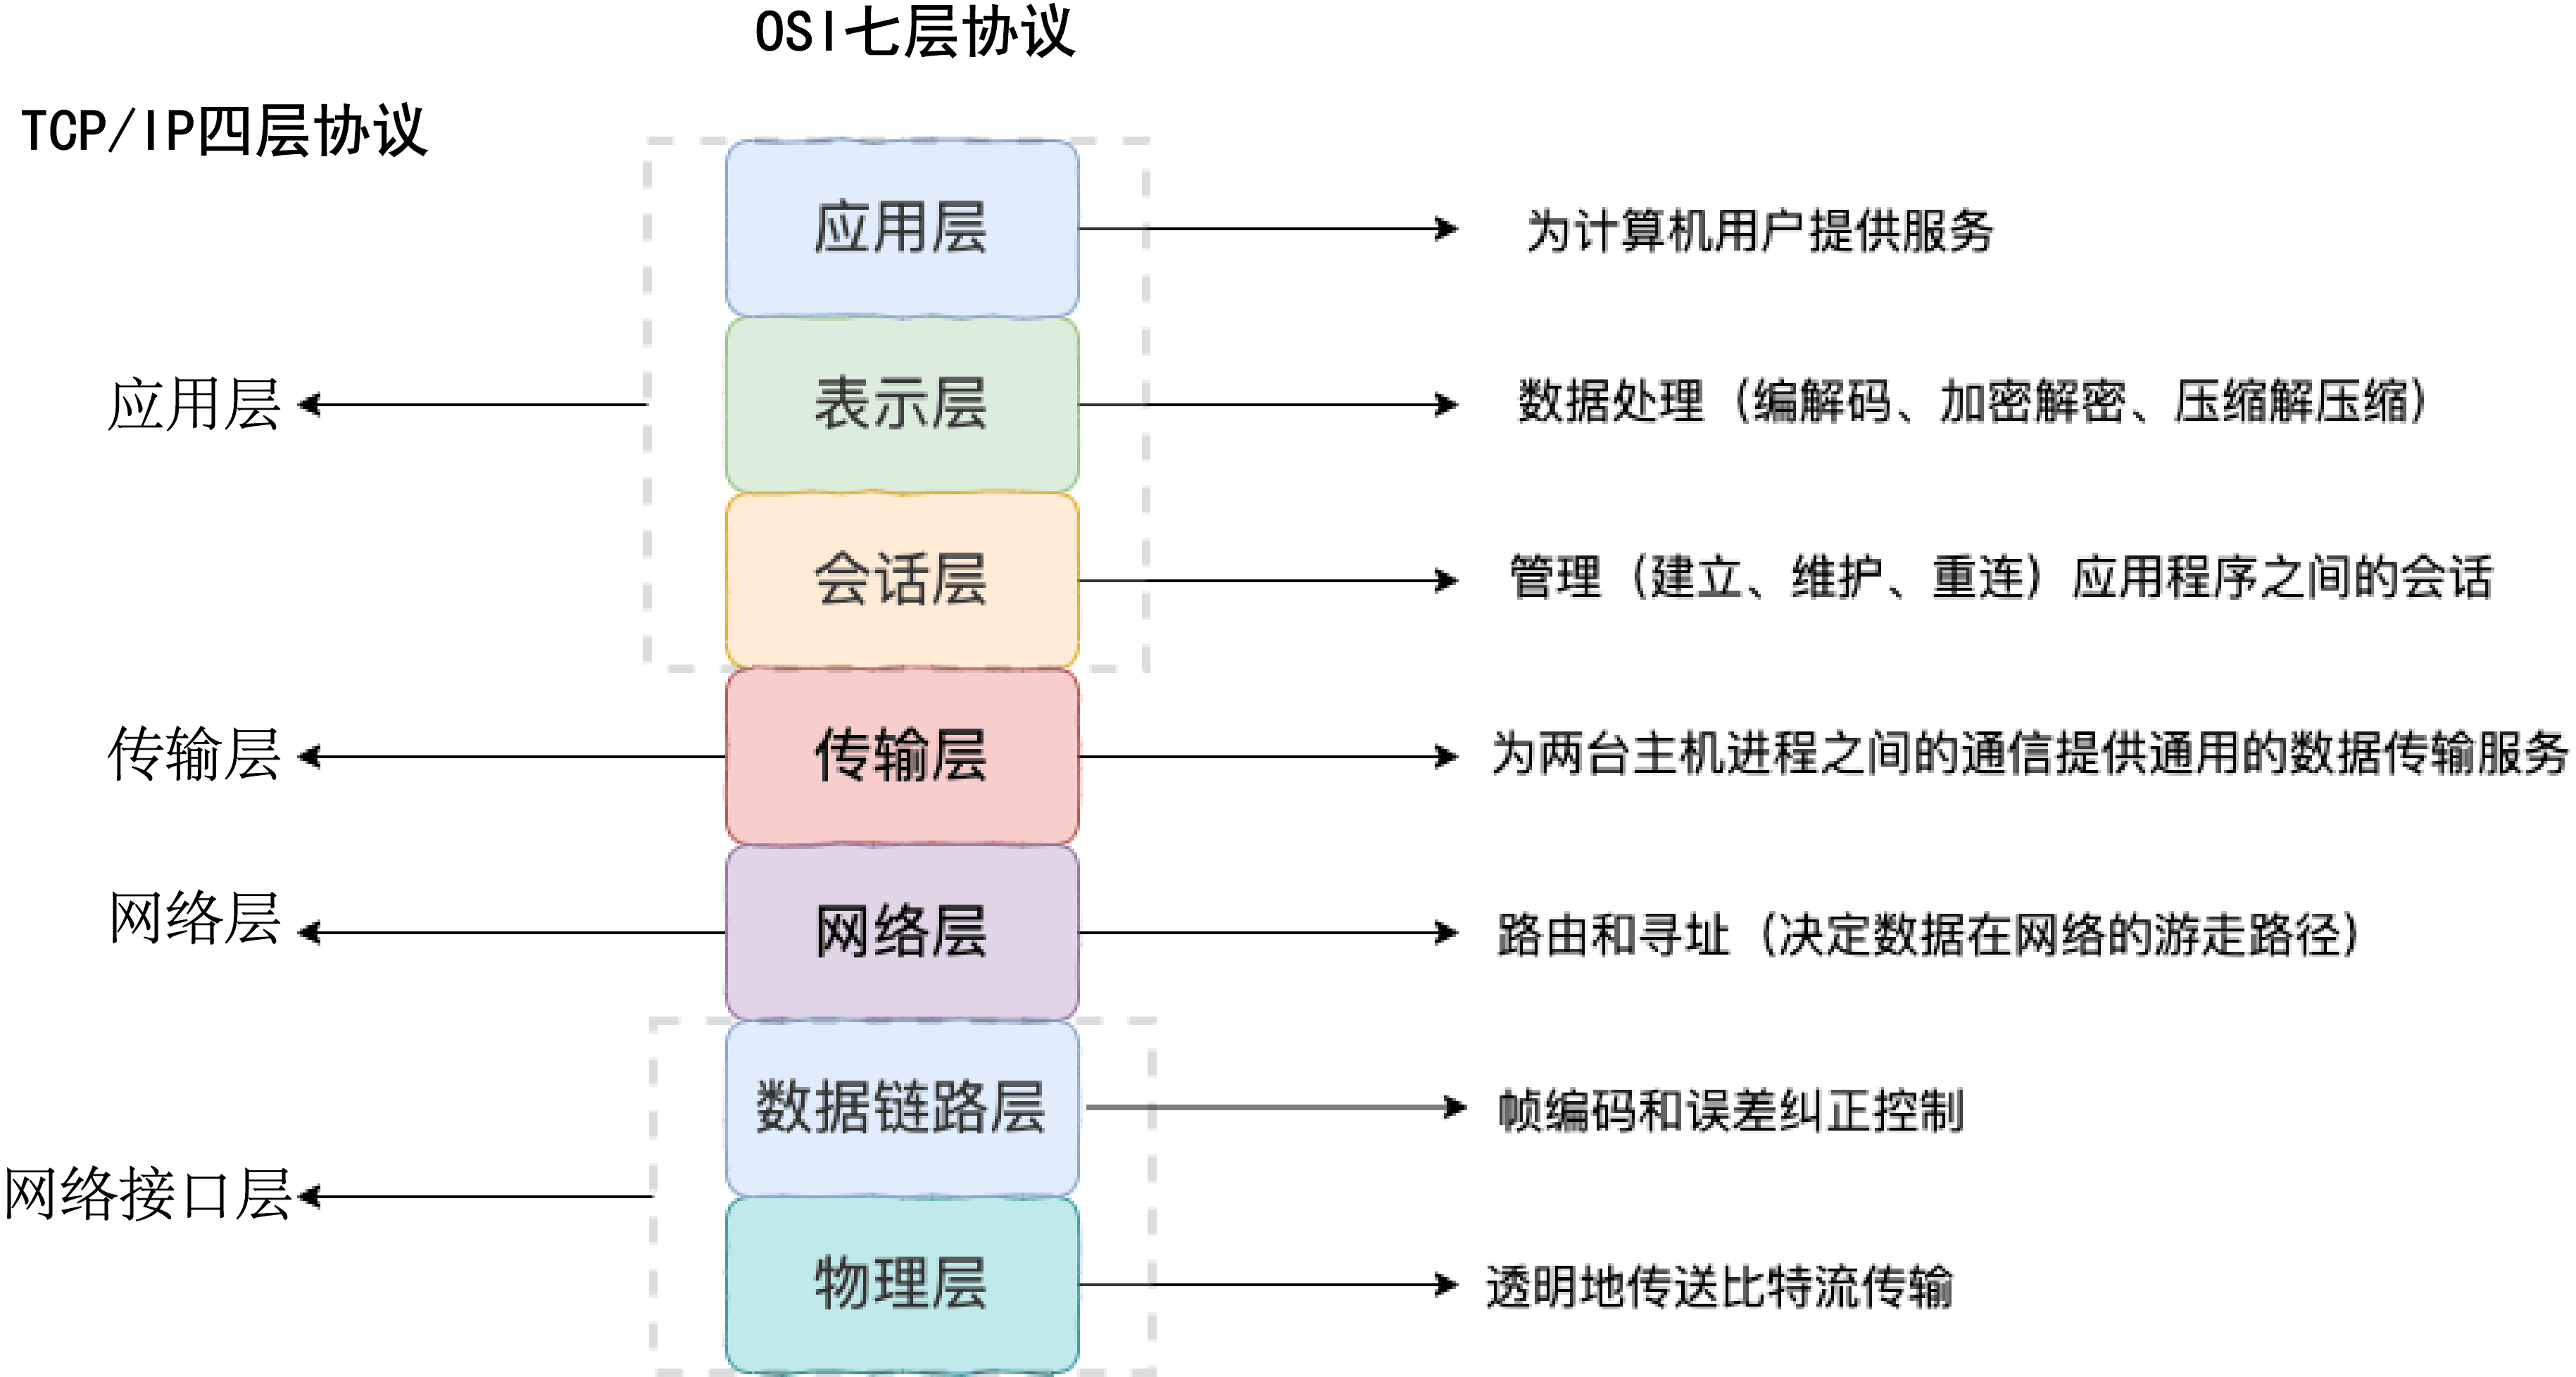 OSI七层协议
TCP/IP四层协议
应用层
为计算机用户提供服务
应用层
表示层
数据处理（编解码、加密解密、压缩解压缩）
会话层
管理（建立、维护、重连）应用程序之间的会话
传输层
传输层
为两台主机进程之间的通信提供通用的数据传输服务
网络层
网络层
路由和寻址（决定数据在网络的游走路径）
数据链路层
帧编码和误差纠正控制
网络接口层
物理层
透明地传送比特流传输